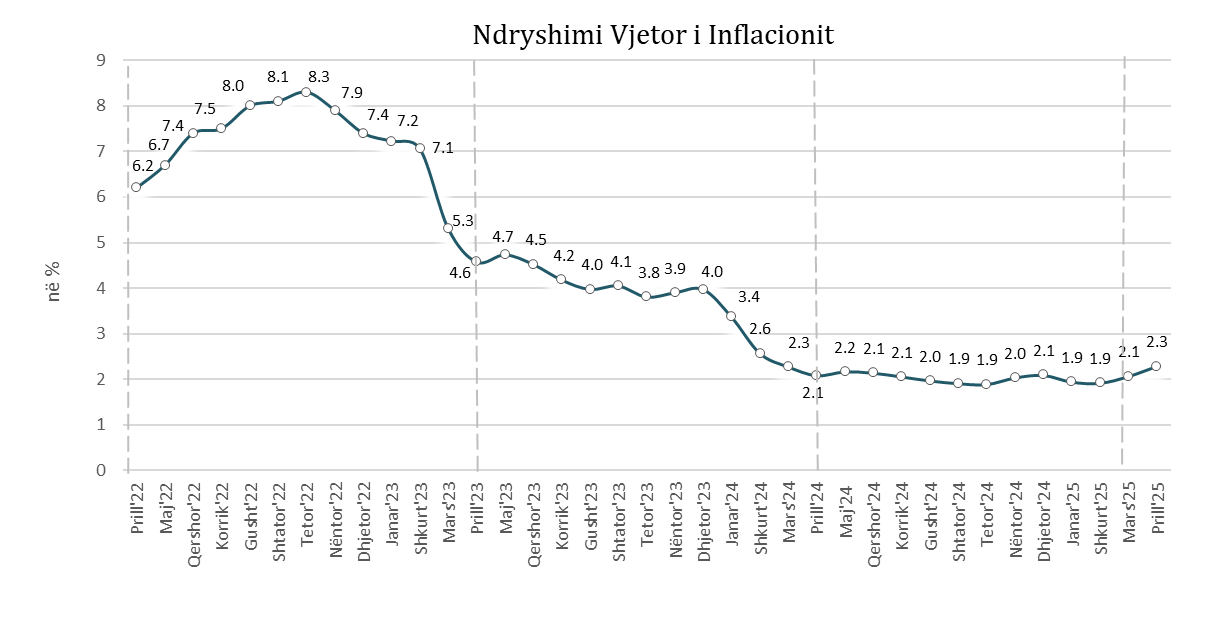 Ndryshimi Vjetor i Inflacionit
në %
9
8
7
6
5
4
3
2
1
0
6.2
6.7
7.4
7.5
8.0
8.1
8.3
7.9
7.4
7.2
7.1
5.3
4.6
4.7
4.5
4.2
4.0
4.1
3.8
3.9
4.0
3.4
2.6
2.3
2.1
2.2
2.1
2.1
2.0
1.9
1.9
2.0
2.1
1.9
1.9
2.1
2.3
Prill'22
Maj'22
Qershor'22
Korrik'22
Gusht'22
Shtator'22
Tetor'22
Nëntor'22
Dhjetor'22
Janar'23
Shkurt'23
Mars'23
Prill'23
Maj'23
Qershor'23
Korrik'23
Gusht'23
Shtator'23
Tetor'23
Nëntor'23
Dhjetor'23
Janar'24
Shkurt'24
Mars'24
Prill'24
Maj'24
Qershor'24
Korrik'24
Gusht'24
Shtator'24
Tetor'24
Nëntor'24
Dhjetor'24
Janar'25
Shkurt'25
Mars'25
Prill'25